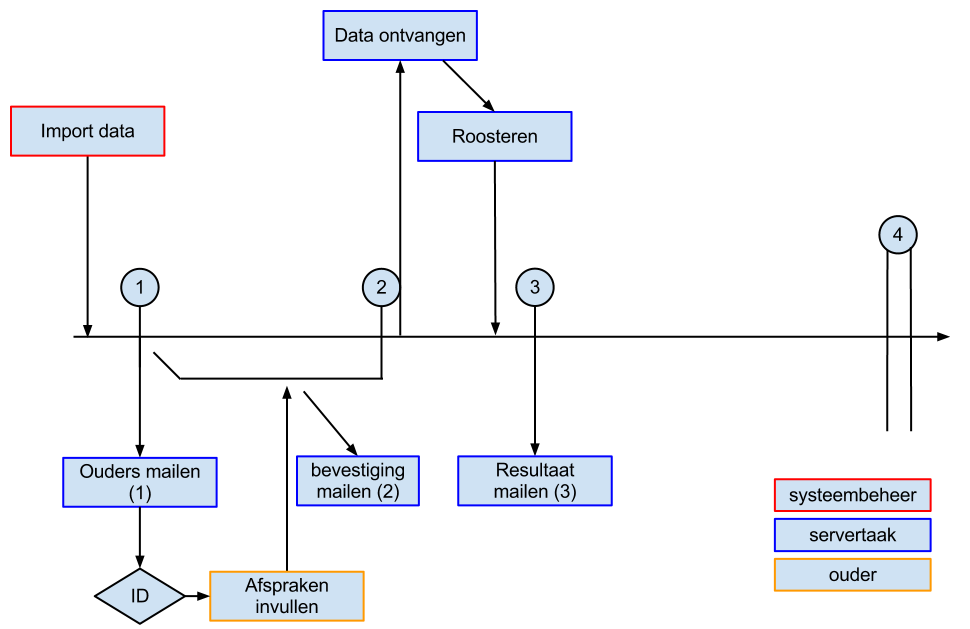 Data ontvangen
Import data
Roosteren
4
1
2
3
Ouders mailen
(1)
bevestiging
mailen (2)
Resultaat
mailen (3)
systeembeheer
servertaak
ouder
ID
Afspraken
invullen